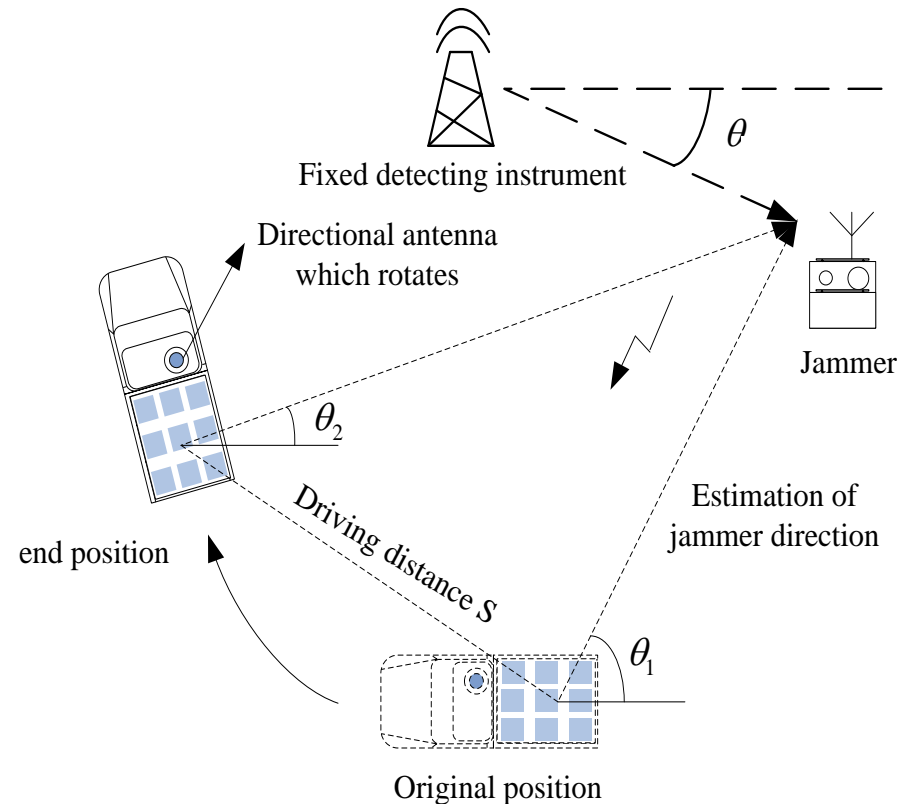 θ
Fixed detecting instrument
Directional antenna
which rotates
Jammer
θ2
Estimation of
jammer direction
Driving distance S
end position
θ1
Original position